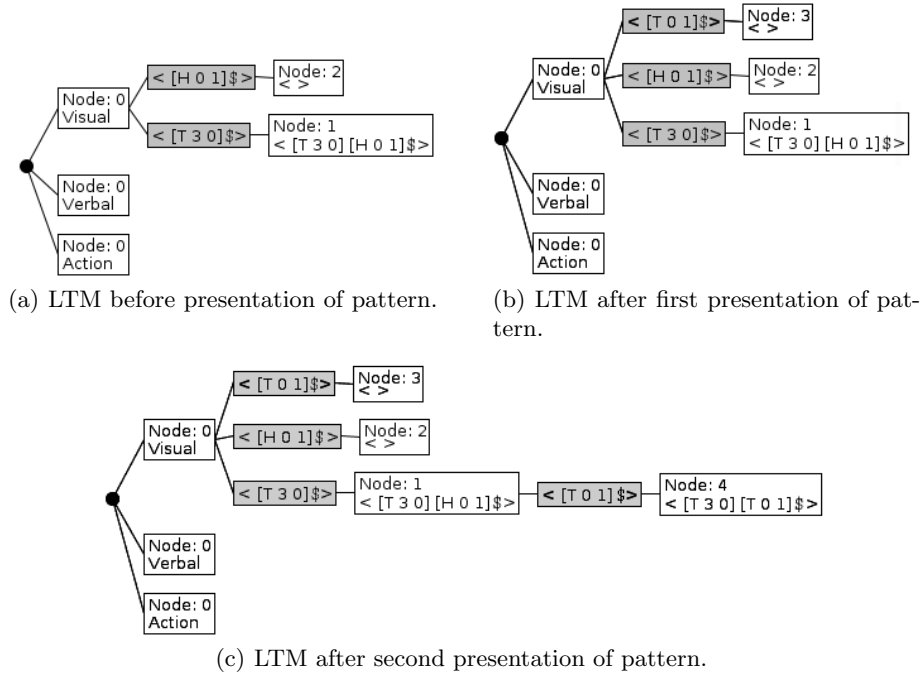 < [H 0 1]$>
Node: 2
< >
Node: 0
Visual
< [T 3 0]$>
Node: 1
< [T 3 0] [H 0 1]$>
Node: 0
Verbal
Node: 0
Action
(a) LTM before presentation of pattern.
< [T 0 1]$>
Node: 3
< >
< [H 0 1]$>
Node: 2
< >
Node: 0
Visual
< [T 3 0]$>
Node: 1
< [T 3 0] [H 0 1]$>
Node: 0
Verbal
Node: 0
Action
(b) LTM after first presentation of pat-
tern.
< [T 0 1]$>
Node: 3
< >
Node: 0
Visual
< [H 0 1]$>
Node: 2
< >
< [T 3 0]$>
Node: 1
< [T 3 0] [H 0 1]$>
< [T 0 1]$>
Node: 4
< [T 3 0] [T 0 1]$>
Node: 0
Verbal
Node: 0
Action
(c) LTM after second presentation of pattern.